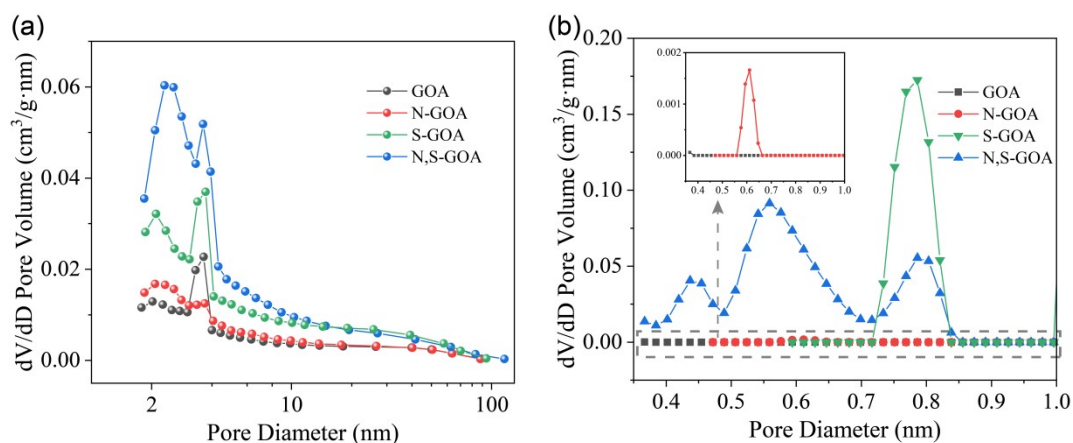 (a)
dV/dD Pore Volume (cm³/g·nm)
0.06
0.04
0.02
0.00
GOA
N-GOA
S-GOA
N,S-GOA
2
10
100
Pore Diameter (nm)
(b)
dV/dD Pore Volume (cm³/g·nm)
0.20
0.15
0.10
0.05
0.00
0.002
0.001
0.000
0.4 0.5 0.6 0.7 0.8 0.9 1.0
GOA
N-GOA
S-GOA
N,S-GOA
0.4 0.5 0.6 0.7 0.8 0.9 1.0
Pore Diameter (nm)